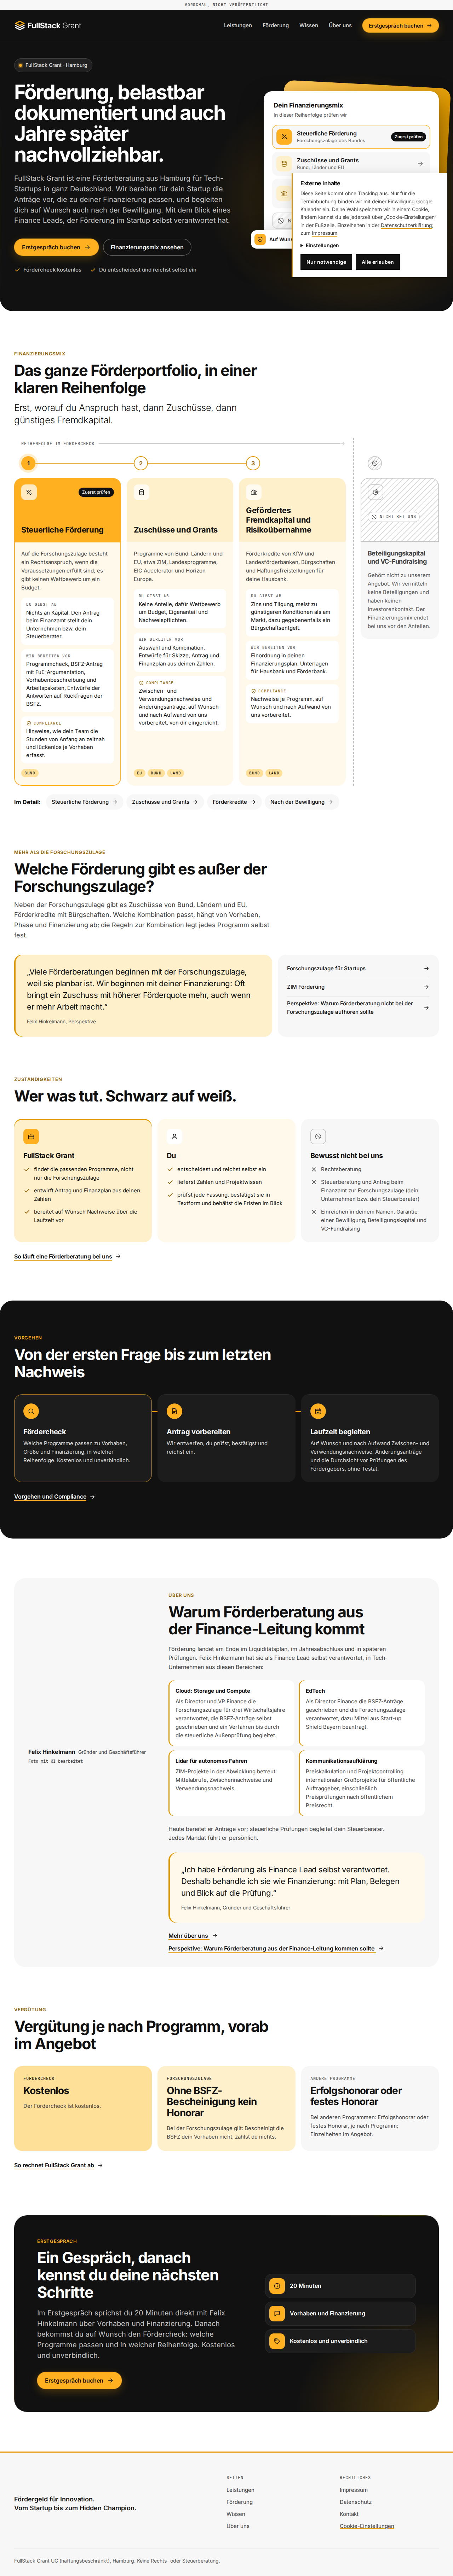 VORSCHAU, NICHT VERÖFFENTLICHT
FullStack Grant
Leistungen
Förderung
Wissen
Über uns
Erstgespräch buchen →
FullStack Grant · Hamburg
Förderung, belastbar
dokumentiert und auch
Jahre später
nachvollziehbar.
FullStack Grant ist eine Förderberatung aus Hamburg für Tech-
Startups in ganz Deutschland. Wir bereiten für dich die
Anträge vor, die zu deiner Finanzierung passen, und begleiten
dich auf Wunsch auch nach der Bewilligung. Mit dem Blick eines
Finance Leads, der Förderung im Startup selbst verantwortet hat.
Erstgespräch buchen →
Finanzierungsmix ansehen
Fördercheck kostenlos
Du entscheidest und reichst selbst ein
Dein Finanzierungsmix
In dieser Reihenfolge prüfen wir
Steuerliche Förderung
Forschungszulage des Bundes
Zuerst prüfen
Zuschüsse und Grants
Bund, Länder und EU
→
Auf Wuns
Externe Inhalte
Diese Seite kommt ohne Tracking aus. Nur für die
Terminbuchung binden wir mit deiner Einwilligung Google
Kalender ein. Deine Wahl speichern wir in einem Cookie,
ändern kannst du sie jederzeit über „Cookie-Einstellungen“
in der Fußzeile. Einzelheiten in der Datenschutzerklärung;
zum Impressum.
▸ Einstellungen
Nur notwendige
Alle erlauben
FINANZIERUNGSMIX
Das ganze Förderportfolio, in einer
klaren Reihenfolge
Erst, worauf du Anspruch hast, dann Zuschüsse, dann
günstiges Fremdkapital.
REIHENFOLGE IM FÖRDERCHECK
1
2
3
Zuerst prüfen
Steuerliche Förderung
Auf die Forschungszulage besteht
ein Rechtsanspruch, wenn die
Voraussetzungen erfüllt sind; es
gibt keinen Wettbewerb um ein
Budget.
DU GIBST AB
Nichts an Kapital. Den Antrag
beim Finanzamt stellt dein
Unternehmen bzw. dein
Steuerberater.
WIR BEREITEN VOR
Programmcheck, BSFZ-Antrag
mit FuE-Argumentation,
Vorhabenbeschreibung und
Arbeitspaketen, Entwürfe der
Antworten auf Rückfragen der
BSFZ.
COMPLIANCE
Hinweise, wie dein Team die
Stunden von Anfang an zeitnah
und lückenlos je Vorhaben
erfasst.
BUND
Zuschüsse und Grants
Programme von Bund, Ländern und
EU, etwa ZIM, Landesprogramme,
EIC Accelerator und Horizon
Europe.
DU GIBST AB
Keine Anteile, dafür Wettbewerb
um Budget, Eigenanteil und
Nachweispflichten.
WIR BEREITEN VOR
Auswahl und Kombination,
Entwürfe für Skizze, Antrag und
Finanzplan aus deinen Zahlen.
COMPLIANCE
Zwischen- und
Verwendungsnachweise und
Änderungsanträge, auf Wunsch
und nach Aufwand von uns
vorbereitet, von dir eingereicht.
EU
BUND
LAND
Gefördertes
Fremdkapital und
Risikoübernahme
Förderkredite von KfW und
Landesförderbanken, Bürgschaften
und Haftungsfreistellungen für
deine Hausbank.
DU GIBST AB
Zins und Tilgung, meist zu
günstigeren Konditionen als am
Markt, dazu gegebenenfalls ein
Bürgschaftsentgelt.
WIR BEREITEN VOR
Einordnung in deinen
Finanzierungsplan, Unterlagen
für Hausbank und Förderbank.
COMPLIANCE
Nachweise je Programm, auf
Wunsch und nach Aufwand von
uns vorbereitet.
BUND
LAND
NICHT BEI UNS
Beteiligungskapital
und VC-Fundraising
Gehört nicht zu unserem
Angebot. Wir vermitteln
keine Beteiligungen und
haben keinen
Investorenkontakt. Der
Finanzierungsmix endet
bei uns vor den Anteilen.
Im Detail:
Steuerliche Förderung →
Zuschüsse und Grants →
Förderkredite →
Nach der Bewilligung →
MEHR ALS DIE FORSCHUNGSZULAGE
Welche Förderung gibt es außer der
Forschungszulage?
Neben der Forschungszulage gibt es Zuschüsse von Bund, Ländern und EU,
Förderkredite mit Bürgschaften. Welche Kombination passt, hängt von Vorhaben,
Phase und Finanzierung ab; die Regeln zur Kombination legt jedes Programm selbst
fest.
„Viele Förderberatungen beginnen mit der Forschungszulage,
weil sie planbar ist. Wir beginnen mit deiner Finanzierung: Oft
bringt ein Zuschuss mit höherer Förderquote mehr, auch wenn
er mehr Arbeit macht.“
Felix Hinkelmann, Perspektive
Forschungszulage für Startups →
ZIM Förderung →
Perspektive: Warum Förderberatung nicht bei der
Forschungszulage aufhören sollte →
ZUSTÄNDIGKEITEN
Wer was tut. Schwarz auf weiß.
FullStack Grant
findet die passenden Programme, nicht
nur die Forschungszulage
entwirft Antrag und Finanzplan aus deinen
Zahlen
bereitet auf Wunsch Nachweise über die
Laufzeit vor
Du
entscheidest und reichst selbst ein
lieferst Zahlen und Projektwissen
prüfst jede Fassung, bestätigst sie in
Textform und behältst die Fristen im Blick
Bewusst nicht bei uns
Rechtsberatung
Steuerberatung und Antrag beim
Finanzamt zur Forschungszulage (dein
Unternehmen bzw. dein Steuerberater)
Einreichen in deinem Namen, Garantie
einer Bewilligung, Beteiligungskapital und
VC-Fundraising
So läuft eine Förderberatung bei uns →
VORGEHEN
Von der ersten Frage bis zum letzten
Nachweis
Fördercheck
Welche Programme passen zu Vorhaben,
Größe und Finanzierung, in welcher
Reihenfolge. Kostenlos und unverbindlich.
Antrag vorbereiten
Wir entwerfen, du prüfst, bestätigst und
reichst ein.
Laufzeit begleiten
Auf Wunsch und nach Aufwand Zwischen- und
Verwendungsnachweise, Änderungsanträge
und die Durchsicht vor Prüfungen des
Fördergebers, ohne Testat.
Vorgehen und Compliance →
ÜBER UNS
Warum Förderberatung aus
der Finance-Leitung kommt
Förderung landet am Ende im Liquiditätsplan, im Jahresabschluss und in späteren
Prüfungen. Felix Hinkelmann hat sie als Finance Lead selbst verantwortet, in Tech-
Unternehmen aus diesen Bereichen:
Cloud: Storage und Compute
Als Director und VP Finance die
Forschungszulage für drei Wirtschaftsjahre
verantwortet, die BSFZ-Anträge selbst
geschrieben und ein Verfahren bis durch
die steuerliche Außenprüfung begleitet.
EdTech
Als Director Finance die BSFZ-Anträge
geschrieben und die Forschungszulage
verantwortet, dazu Mittel aus Start-up
Shield Bayern beantragt.
Lidar für autonomes Fahren
ZIM-Projekte in der Abwicklung betreut:
Mittelabrufe, Zwischennachweise und
Verwendungsnachweis.
Kommunikationsaufklärung
Preiskalkulation und Projektcontrolling
internationaler Großprojekte für öffentliche
Auftraggeber, einschließlich
Preisprüfungen nach öffentlichem
Preisrecht.
Felix Hinkelmann Gründer und Geschäftsführer
Foto mit KI bearbeitet
Heute bereitet er Anträge vor; steuerliche Prüfungen begleitet dein Steuerberater.
Jedes Mandat führt er persönlich.
„Ich habe Förderung als Finance Lead selbst verantwortet.
Deshalb behandle ich sie wie Finanzierung: mit Plan, Belegen
und Blick auf die Prüfung.“
Felix Hinkelmann, Gründer und Geschäftsführer
Mehr über uns →
Perspektive: Warum Förderberatung aus der Finance-Leitung kommen sollte →
VERGÜTUNG
Vergütung je nach Programm, vorab
im Angebot
FÖRDERCHECK
Kostenlos
Der Fördercheck ist kostenlos.
FORSCHUNGSZULAGE
Ohne BSFZ-
Bescheinigung kein
Honorar
Bei der Forschungszulage gilt: Bescheinigt die
BSFZ dein Vorhaben nicht, zahlst du nichts.
ANDERE PROGRAMME
Erfolgshonorar oder
festes Honorar
Bei anderen Programmen: Erfolgshonorar oder
festes Honorar, je nach Programm;
Einzelheiten im Angebot.
So rechnet FullStack Grant ab →
ERSTGESPRÄCH
Ein Gespräch, danach
kennst du deine nächsten
Schritte
Im Erstgespräch sprichst du 20 Minuten direkt mit Felix
Hinkelmann über Vorhaben und Finanzierung. Danach
bekommst du auf Wunsch den Fördercheck: welche
Programme passen und in welcher Reihenfolge. Kostenlos
und unverbindlich.
Erstgespräch buchen →
20 Minuten
Vorhaben und Finanzierung
Kostenlos und unverbindlich
Fördergeld für Innovation.
Vom Startup bis zum Hidden Champion.
SEITEN
Leistungen
Förderung
Wissen
Über uns
RECHTLICHES
Impressum
Datenschutz
Kontakt
Cookie-Einstellungen
FullStack Grant UG (haftungsbeschränkt), Hamburg. Keine Rechts- oder Steuerberatung.